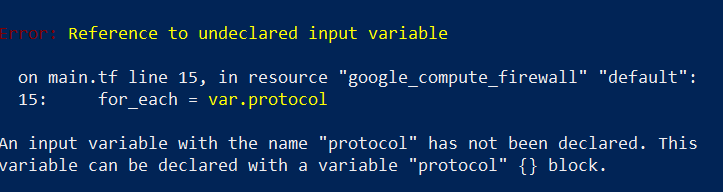 Error: Reference to undeclared input variable
on main.tf line 15, in resource "google_compute_firewall" "default":
15: for_each = var.protocol
An input variable with the name "protocol" has not been declared. This
variable can be declared with a variable "protocol" {} block.